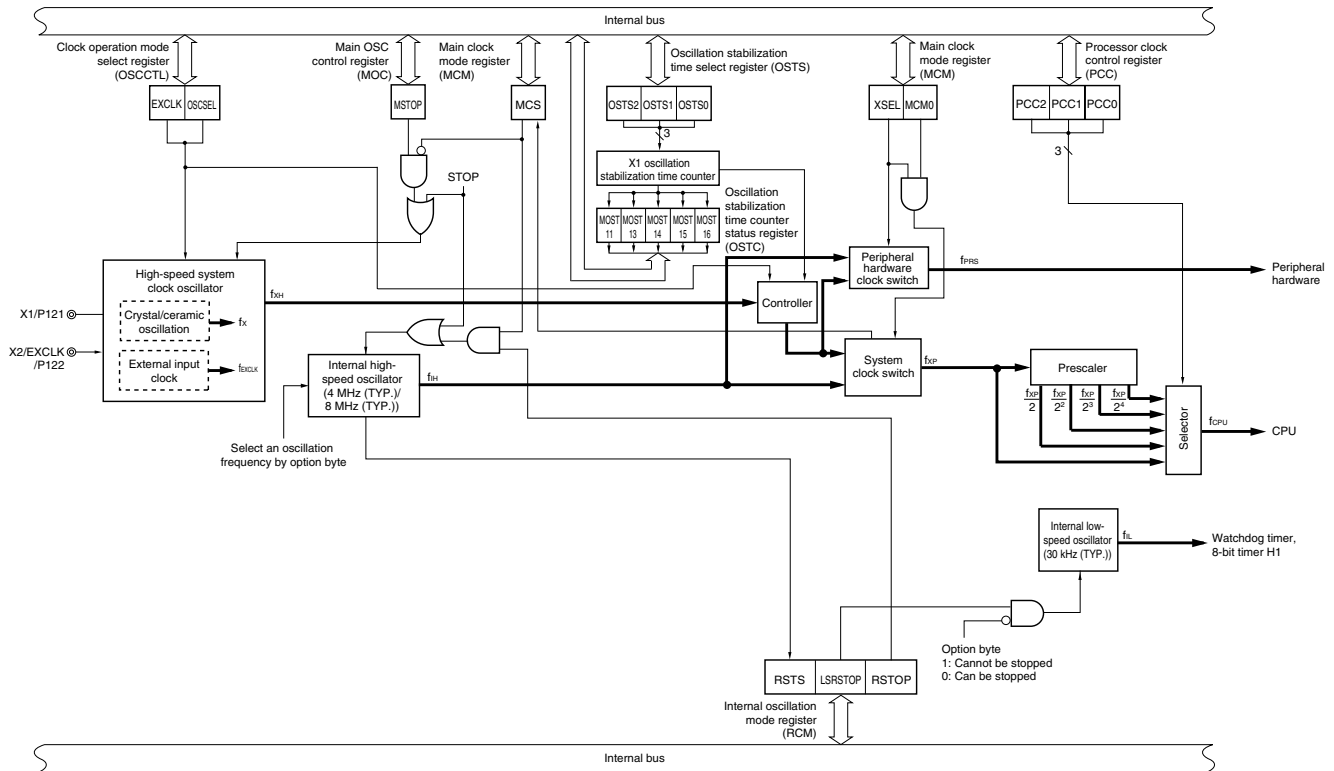 Internal bus
Clock operation mode
select register
(OSCCTL)
Main OSC
control register
(MOC)
Main clock
mode register
(MCM)
Oscillation stabilization
time select register (OSTS)
Main clock
mode register
(MCM)
Processor clock
control register
(PCC)
EXCLK OSCSEL
MSTOP
MCS
OSTS2 OSTS1 OSTS0
XSEL MCM0
PCC2 PCC1 PCC0
3
3
X1 oscillation
stabilization time counter
STOP
Oscillation
stabilization
time counter
status register
(OSTC)
MOST 11
MOST 13
MOST 14
MOST 15
MOST 16
High-speed system
clock oscillator
Crystal/ceramic
oscillation
fX
External input
clock
fEXCLK
X1/P121
X2/EXCLK
/P122
fXH
Controller
Peripheral
hardware
clock switch
fPRS
Peripheral
hardware
Internal high-
speed oscillator
(4 MHz (TYP.)/
8 MHz (TYP.))
fIH
System
clock switch
fXP
Prescaler
fXP/2
fXP/2²
fXP/2³
fXP/2⁴
Selector
fCPU
CPU
Select an oscillation
frequency by option byte
Internal low-
speed oscillator
(30 kHz (TYP.))
fIL
Watchdog timer,
8-bit timer H1
Option byte
1: Cannot be stopped
0: Can be stopped
RSTS LSRSTOP RSTOP
Internal oscillation
mode register
(RCM)
Internal bus